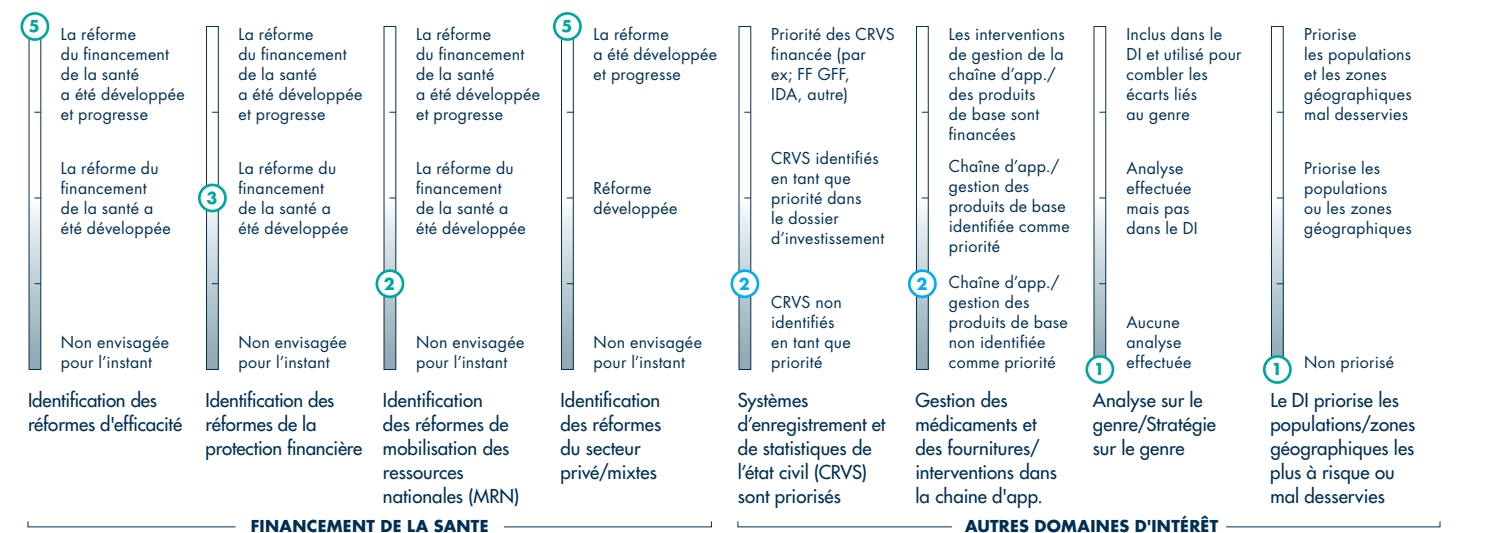 5
La réforme
du financement
de la santé
a été développée
et progresse
La réforme du
financement
de la santé a
été développée
Non envisagée
pour l'instant
Identification des
réformes d'efficacité
La réforme
du financement
de la santé
a été développée
et progresse
3
La réforme du
financement
de la santé a
été développée
Non envisagée
pour l'instant
Identification des
réformes de la
protection financière
La réforme
du financement
de la santé
a été développée
et progresse
La réforme du
financement
de la santé a
été développée
2
Non envisagée
pour l'instant
Identification
des réformes de
mobilisation des
ressources
nationales (MRN)
5
La réforme
a été développée
et progresse
Réforme
développée
Non envisagée
pour l'instant
Identification
des réformes
du secteur
privé/mixtes
FINANCEMENT DE LA SANTE
Priorité des CRVS
financée (par
ex; FF GFF,
IDA, autre)
CRVS identifiés
en tant que
priorité dans
le dossier
d'investissement
2
CRVS non
identifiés
en tant que
priorité
Systèmes
d'enregistrement et
de statistiques de
l'état civil (CRVS)
sont priorisés
Les interventions
de gestion de la
chaîne d'app./
des produits
de base sont
financées
Chaîne d'app./
gestion des
produits de base
identifiée comme
priorité
2
Chaîne d'app./
gestion des
produits de base
non identifiée
comme priorité
Gestion des
médicaments et
des fournitures/
interventions dans
la chaine d'app.
Inclus dans le
DI et utilisé pour
combler les
écarts liés
au genre
Analyse
effectuée
mais pas
dans le DI
Aucune
analyse
effectuée
1
Analyse sur le
genre/Stratégie
sur le genre
Priorise
les populations
et les zones
géographiques
mal desservies
Priorise les
populations
ou les zones
géographiques
1
Non priorisé
Le DI priorise les
populations/zones
géographiques les
plus à risque ou
mal desservies
AUTRES DOMAINES D'INTÉRÊT